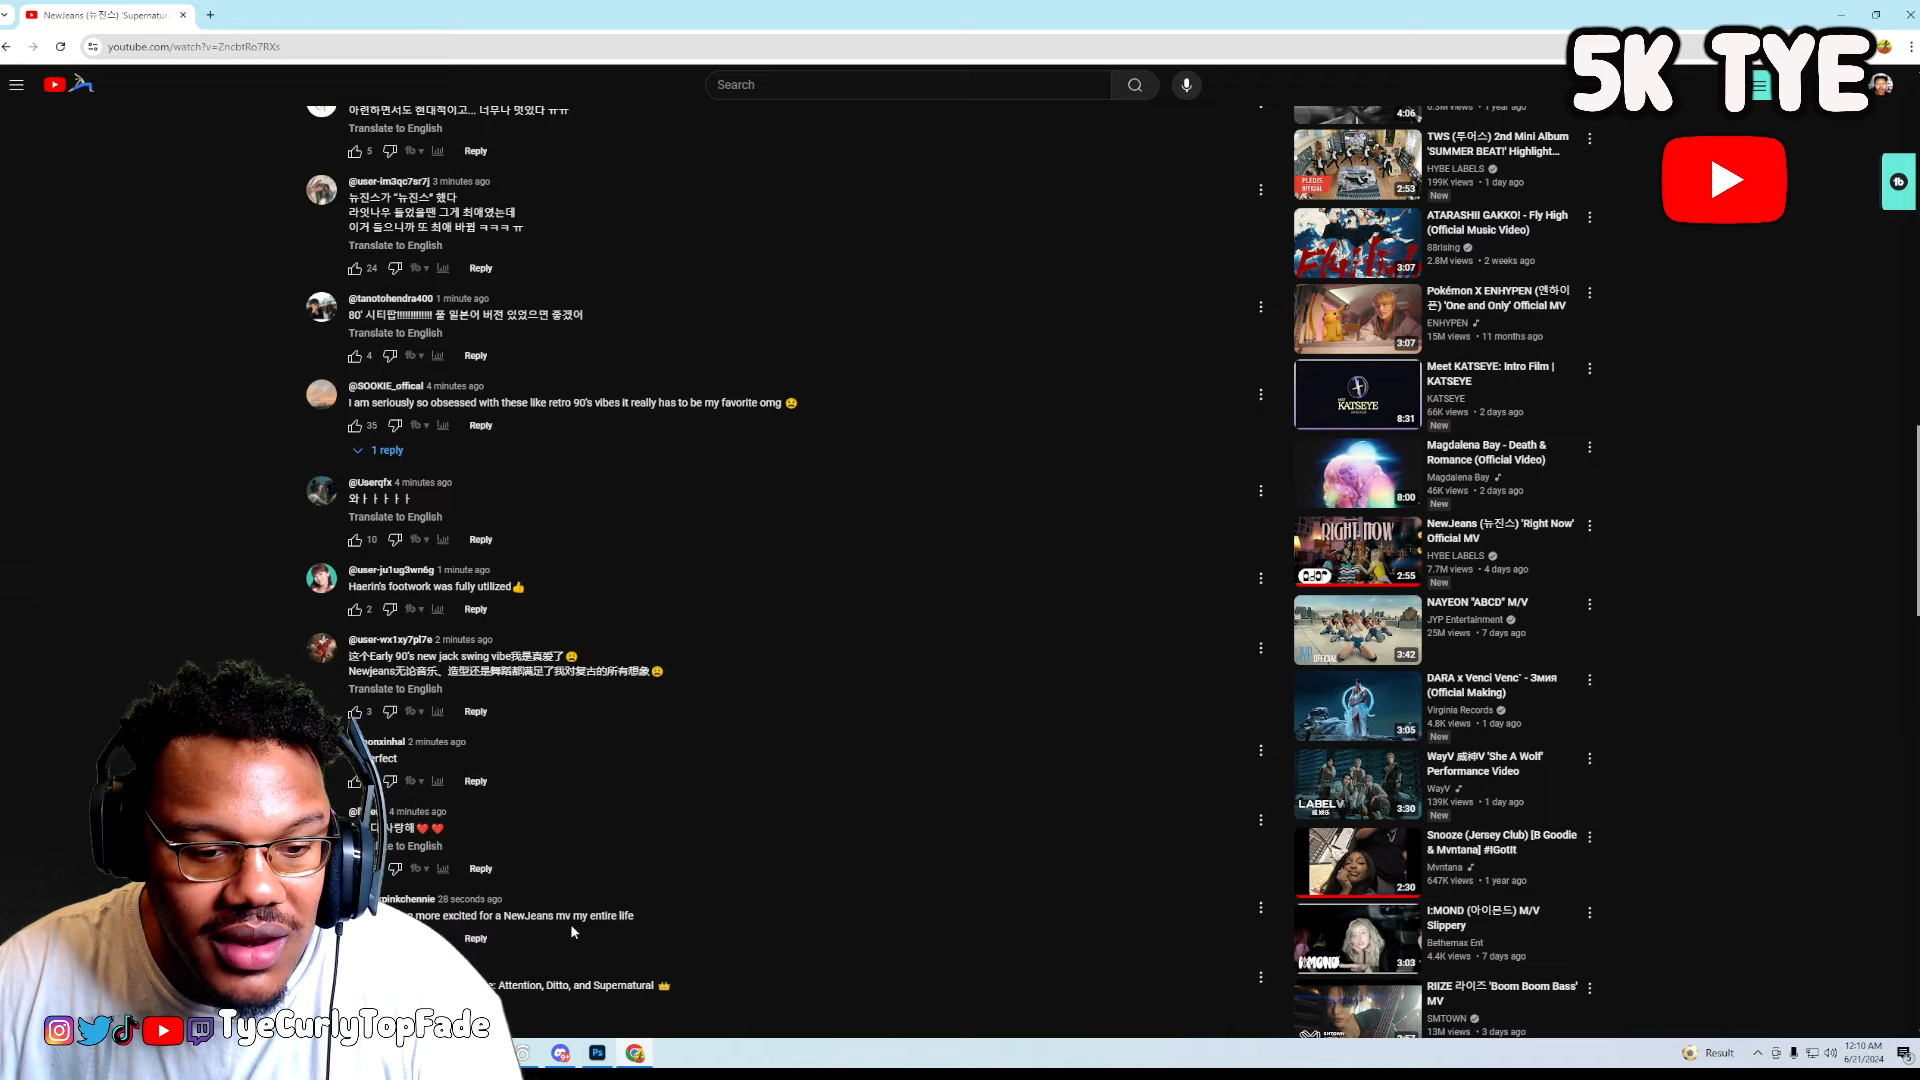 NewJeans (뉴진스) 'Supernatur
youtube.com/watch?v=ZncbtRo7RXs
5K TYE
Search
아련하면서도 현대적이고... 너무나 멋있다 ㅠㅠ
Translate to English
5
Reply
@user-im3qc7sr7j 3 minutes ago
뉴진스가 “뉴진스” 했다
라잇나우 들었을땐 그게 최애였는데
이거 들으니까 또 최애 바뀜 ㅋㅋㅋ ㅠ
Translate to English
24
Reply
@tanotohendra400 1 minute ago
80' 시티팝!!!!!!!!!!!!! 풀 일본어 버전 있었으면 좋겠어
Translate to English
4
Reply
@SOOKIE_offical 4 minutes ago
I am seriously so obsessed with these like retro 90's vibes it really has to be my favorite omg
35
Reply
1 reply
@Userqfx 4 minutes ago
와ㅏㅏㅏㅏㅏ
Translate to English
10
Reply
@user-ju1ug3wn6g 1 minute ago
Haerin's footwork was fully utilized👍
2
Reply
@user-wx1xy7pl7e 2 minutes ago
这个Early 90's new jack swing vibe我是真爱了
Newjeans无论音乐、造型还是舞蹈都满足了我对复古的所有想象
Translate to English
3
Reply
onxinhal 2 minutes ago
erfect
Reply
4 minutes ago
사랑해❤️❤️
te to English
Reply
pinkchennie 28 seconds ago
more excited for a NewJeans mv my entire life
Reply
e: Attention, Ditto, and Supernatural 👑
TyeCurlyTopFade
4:06
6.3M views • 1 year ago
TWS (투어스) 2nd Mini Album
'SUMMER BEAT!' Highlight...
HYBE LABELS
199K views • 1 day ago
New
PLEDIS
OFFICIAL
2:53
ATARASHII GAKKO! - Fly High
(Official Music Video)
88rising
2.8M views • 2 weeks ago
3:07
Pokémon X ENHYPEN (엔하이
픈) 'One and Only' Official MV
ENHYPEN
15M views • 11 months ago
3:07
Meet KATSEYE: Intro Film |
KATSEYE
KATSEYE
66K views • 2 days ago
New
KATSEYE
8:31
Magdalena Bay - Death &
Romance (Official Video)
Magdalena Bay
46K views • 2 days ago
New
8:00
NewJeans (뉴진스) 'Right Now'
Official MV
HYBE LABELS
7.7M views • 4 days ago
New
RIGHT NOW
2:55
NAYEON "ABCD" M/V
JYP Entertainment
25M views • 7 days ago
3:42
DARA x Venci Venc` - Змия
(Official Making)
Virginia Records
4.8K views • 1 day ago
New
3:05
WayV 威神V 'She A Wolf'
Performance Video
WayV
139K views • 1 day ago
New
LABELV
3:30
Snooze (Jersey Club) [B Goodie
& Mvntana] #IGotIt
Mvntana
647K views • 1 year ago
2:30
I:MOND (아이몬드) M/V
Slippery
Bethemax Ent
4.4K views • 7 days ago
3:03
RIIZE 라이즈 'Boom Boom Bass'
MV
SMTOWN
13M views • 3 days ago
Result
12:10 AM
6/21/2024